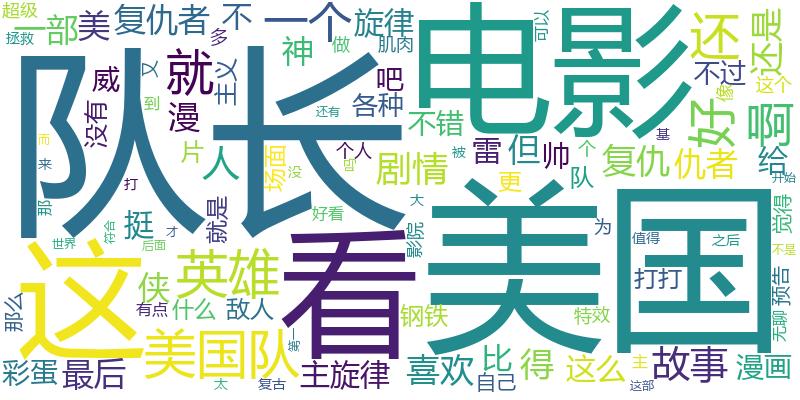 超级
一部
美
复仇者
不
一个
旋律
电影
还
还是
拯救
多
神
做
肌肉
可以
不过
这个
像
队长
就
威
又
主义
漫
没有
到
还有
吧
各种
不错
好
啊
而
来
那
片
人
场面
没
个人
吗
剧情
雷
但
帅
个
复仇
仇者
给
基
被
打
挺
就是
好看
大
队
更
觉得
开始
世界
符合
才
后面
影院
为
值得
之后
不是
这
看
美国
英雄
侠
打打
预告
那么
有点
什么
敌人
钢铁
特效
无聊
第一
美国队
彩蛋
最后
太
复古
主旋律
喜欢
比
得
自己
这么
主
这部
故事
漫画